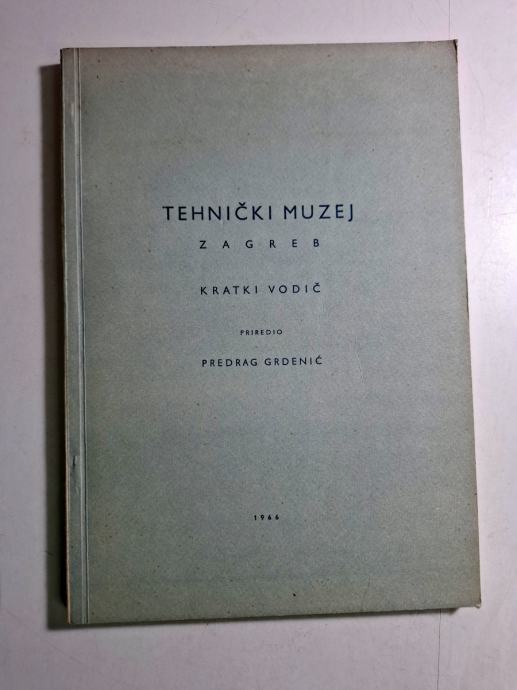 TEHNIČKI MUZEJ
ZAGREB
KRATKI VODIČ
PRIREDIO
PREDRAG GRDENIĆ
1966